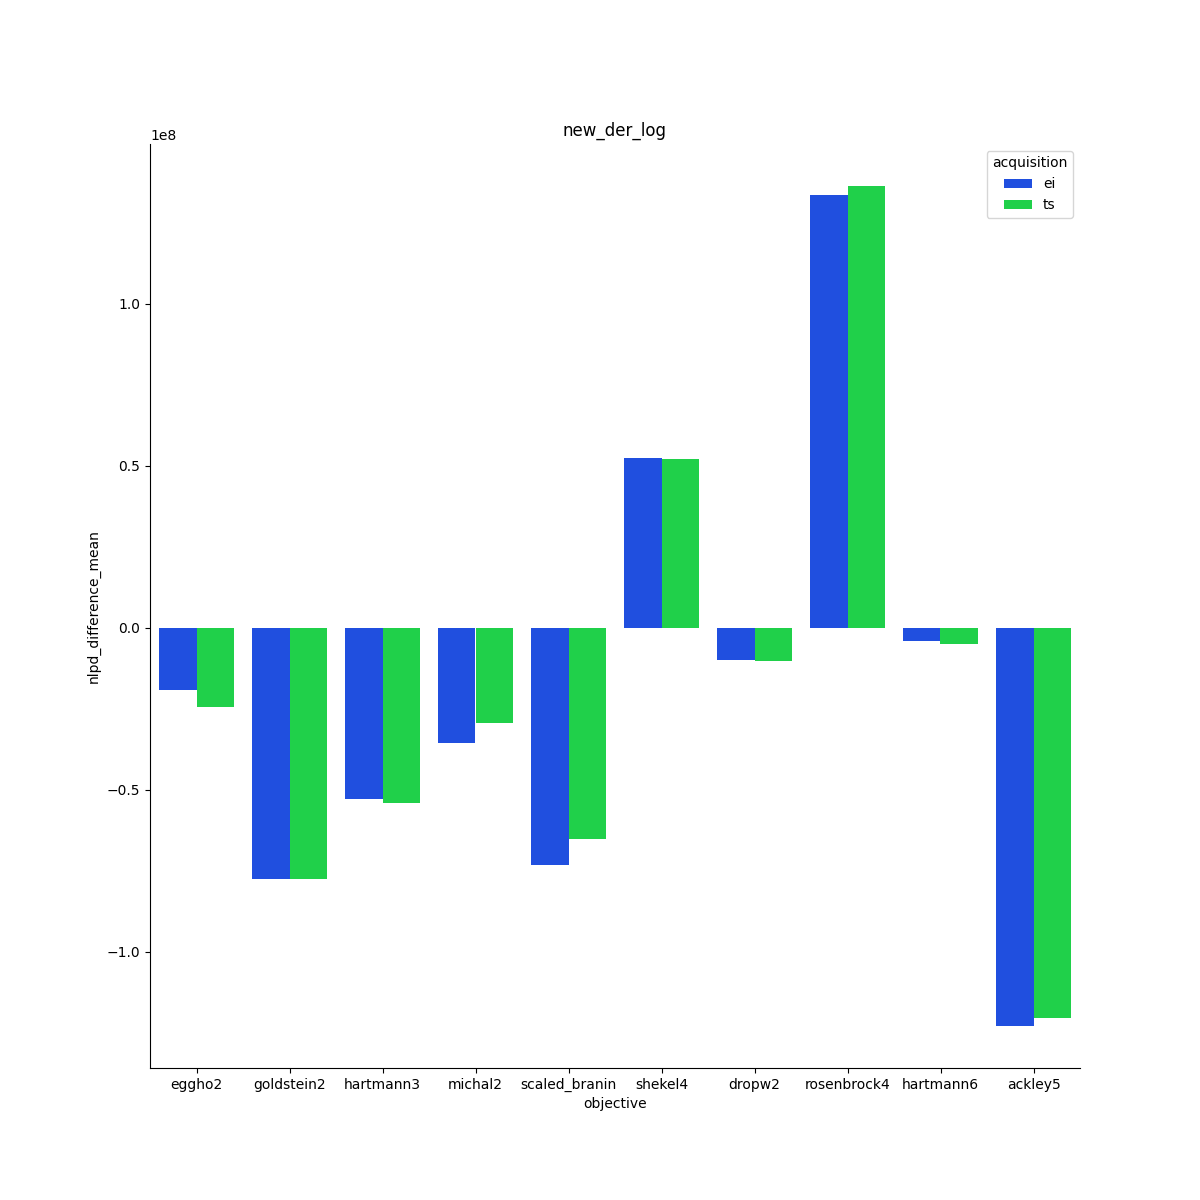 new_der_log
1e8
acquisition
ei
ts
1.0
0.5
0.0
−0.5
−1.0
nlpd_difference_mean
eggho2 goldstein2 hartmann3 michal2 scaled_branin shekel4 dropw2 rosenbrock4 hartmann6 ackley5
objective